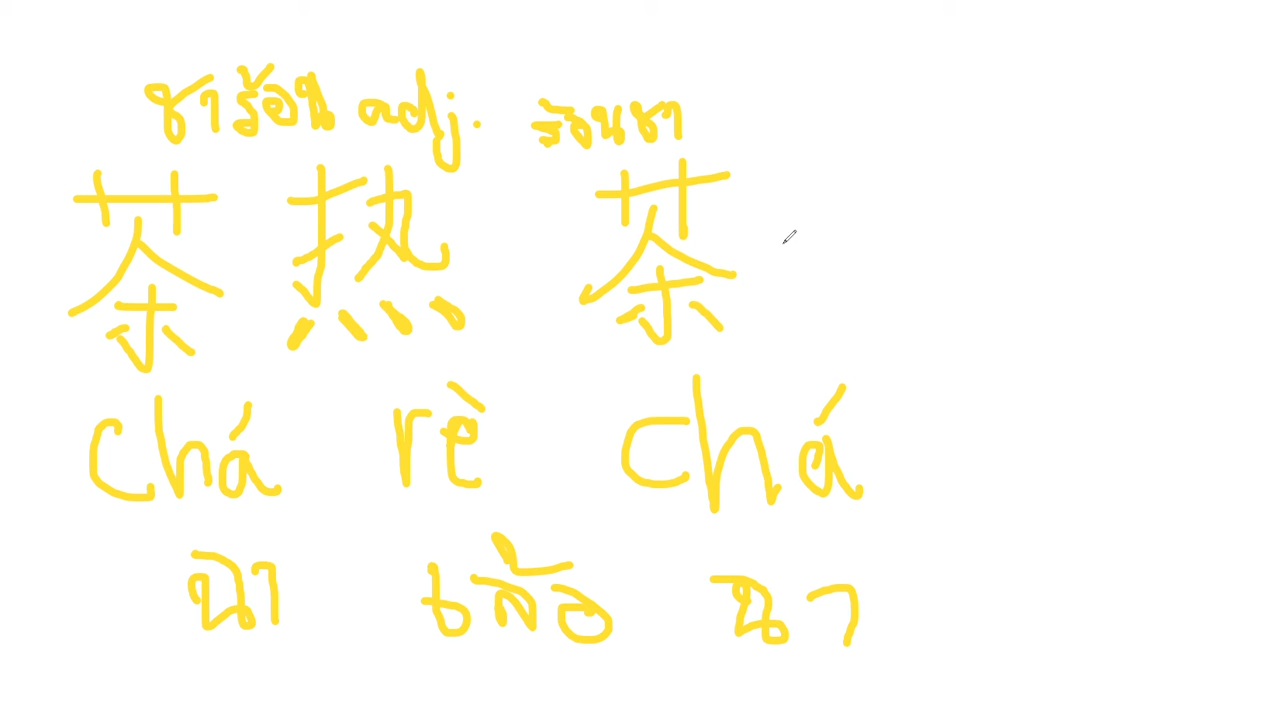 ชาร้อน adj. ร้อนชา
茶 热 茶
chá rè chá
ฉา เล่อ ฉา